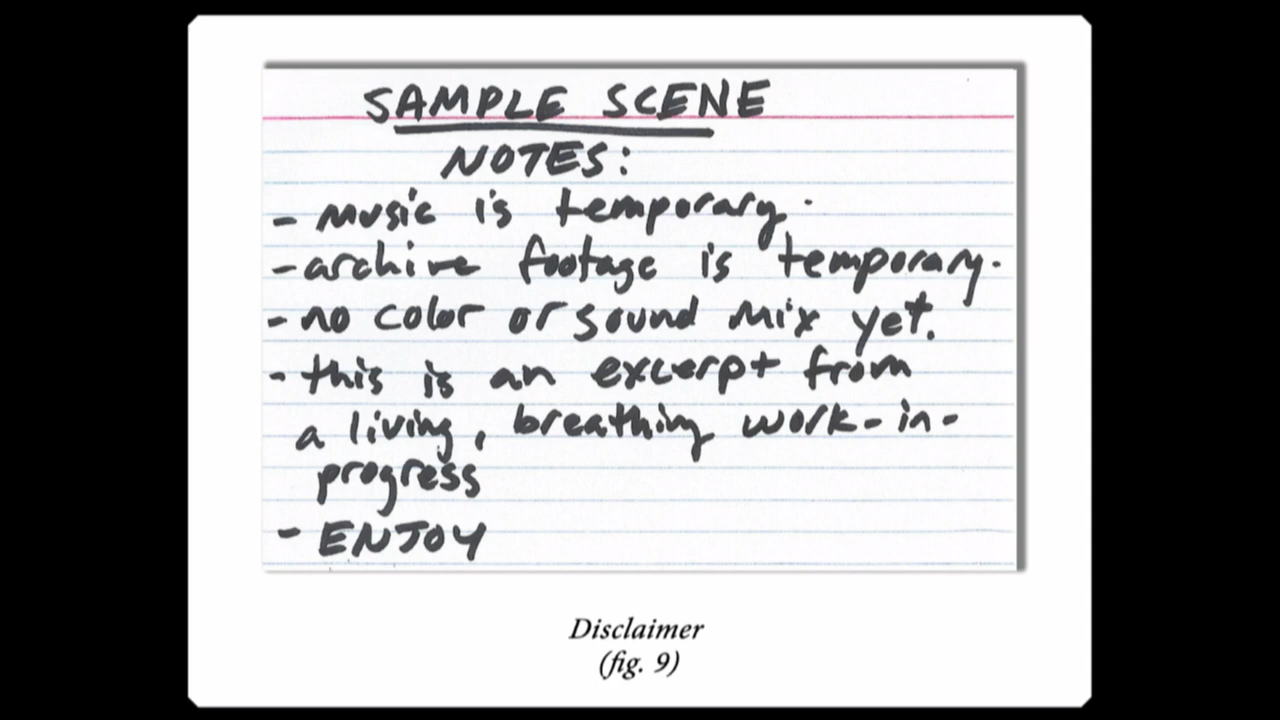 SAMPLE SCENE
NOTES:
- music is temporary.
- archive footage is temporary.
- no color or sound mix yet.
- this is an excerpt from
a living, breathing work-in-
progress
- ENJOY
Disclaimer
(fig. 9)